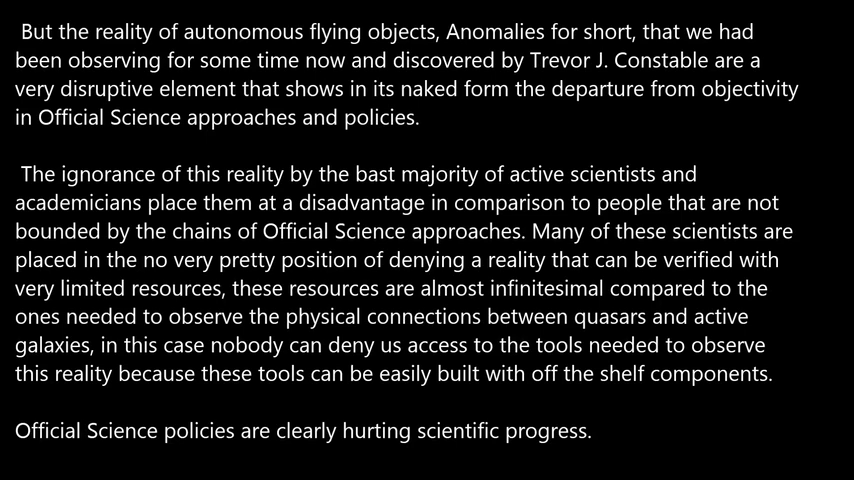 But the reality of autonomous flying objects, Anomalies for short, that we had
been observing for some time now and discovered by Trevor J. Constable are a
very disruptive element that shows in its naked form the departure from objectivity
in Official Science approaches and policies.
The ignorance of this reality by the bast majority of active scientists and
academicians place them at a disadvantage in comparison to people that are not
bounded by the chains of Official Science approaches. Many of these scientists are
placed in the no very pretty position of denying a reality that can be verified with
very limited resources, these resources are almost infinitesimal compared to the
ones needed to observe the physical connections between quasars and active
galaxies, in this case nobody can deny us access to the tools needed to observe
this reality because these tools can be easily built with off the shelf components.
Official Science policies are clearly hurting scientific progress.